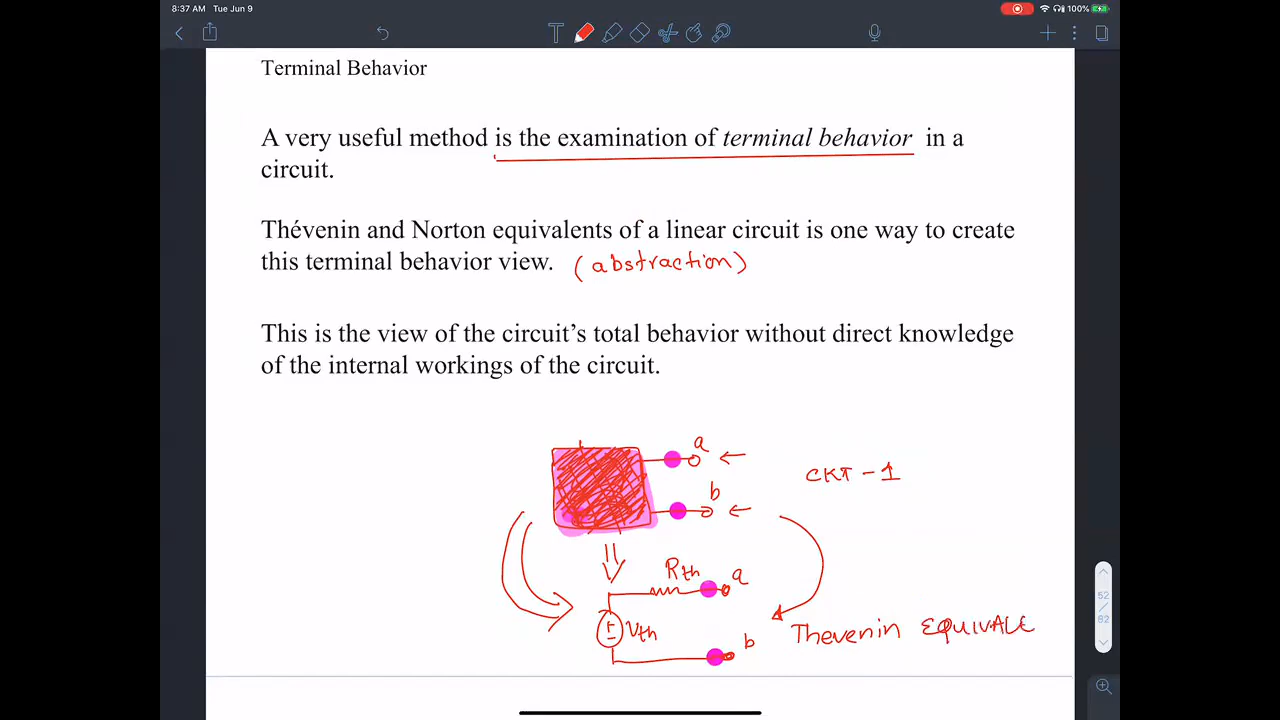 8:37 AM Tue Jun 9
100%
T
Terminal Behavior
A very useful method is the examination of terminal behavior in a
circuit.
Thévenin and Norton equivalents of a linear circuit is one way to create
this terminal behavior view. (abstraction)
This is the view of the circuit's total behavior without direct knowledge
of the internal workings of the circuit.
a
CKT - 1
b
Rth
a
52
/
62
Vth
Thevenin EQUIVALE
b